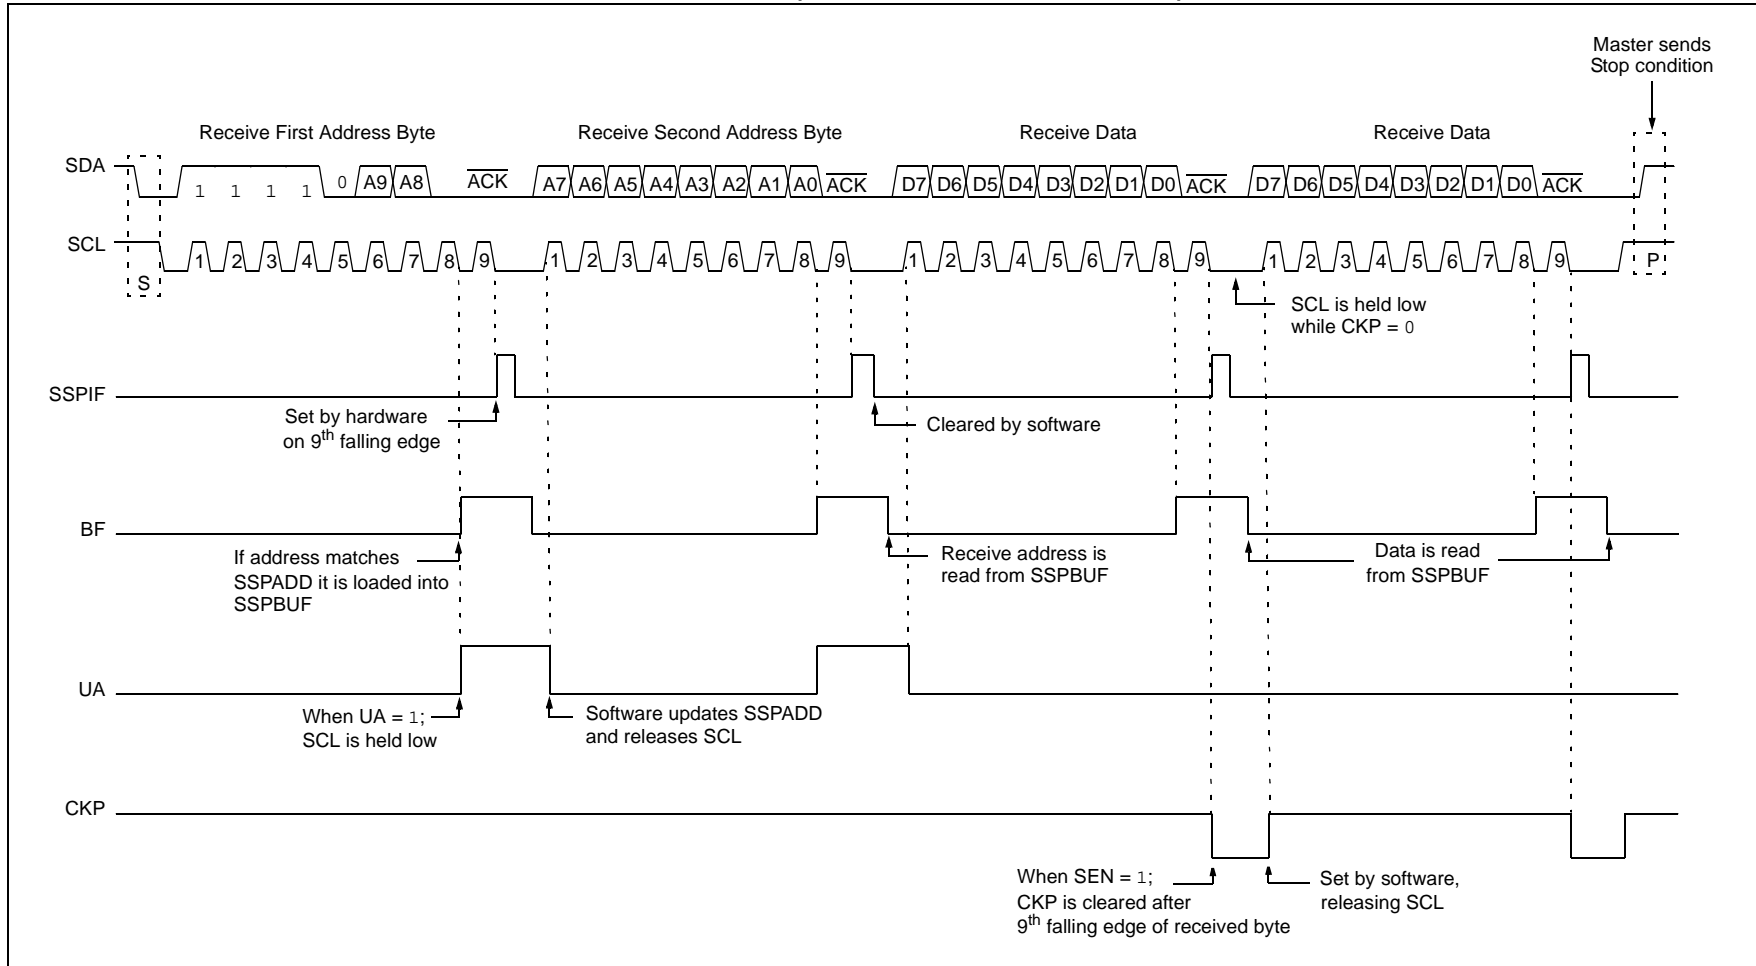 Master sends
Stop condition
Receive First Address Byte
Receive Second Address Byte
Receive Data
Receive Data
SDA
1 1 1 1 0 A9 A8 ACK A7 A6 A5 A4 A3 A2 A1 A0 ACK D7 D6 D5 D4 D3 D2 D1 D0 ACK D7 D6 D5 D4 D3 D2 D1 D0 ACK
SCL
1 2 3 4 5 6 7 8 9 1 2 3 4 5 6 7 8 9 1 2 3 4 5 6 7 8 9 1 2 3 4 5 6 7 8 9
S
P
SCL is held low
while CKP = 0
SSPIF
Set by hardware
on 9th falling edge
Cleared by software
BF
If address matches
SSPADD it is loaded into
SSPBUF
Receive address is
read from SSPBUF
Data is read
from SSPBUF
UA
When UA = 1;
SCL is held low
Software updates SSPADD
and releases SCL
CKP
When SEN = 1;
CKP is cleared after
9th falling edge of received byte
Set by software,
releasing SCL